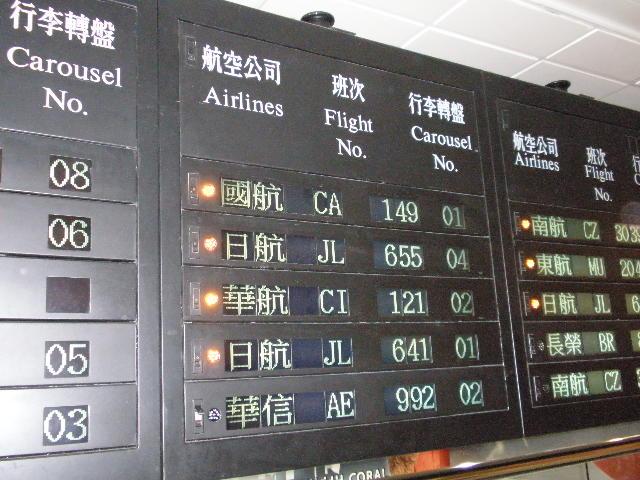 行李轉盤
Carousel
No.
08
06
05
03
航空公司 班次 行李轉盤
Airlines Flight Carousel
No. No.
國航 CA 149 01
日航 JL 655 04
華航 CI 121 02
日航 JL 641 01
華信 AE 992 02
航空公司 班次
Airlines Flight
No.
南航 CZ
東航 MU
日航 JL
長榮 BR
南航 CZ
CORAL